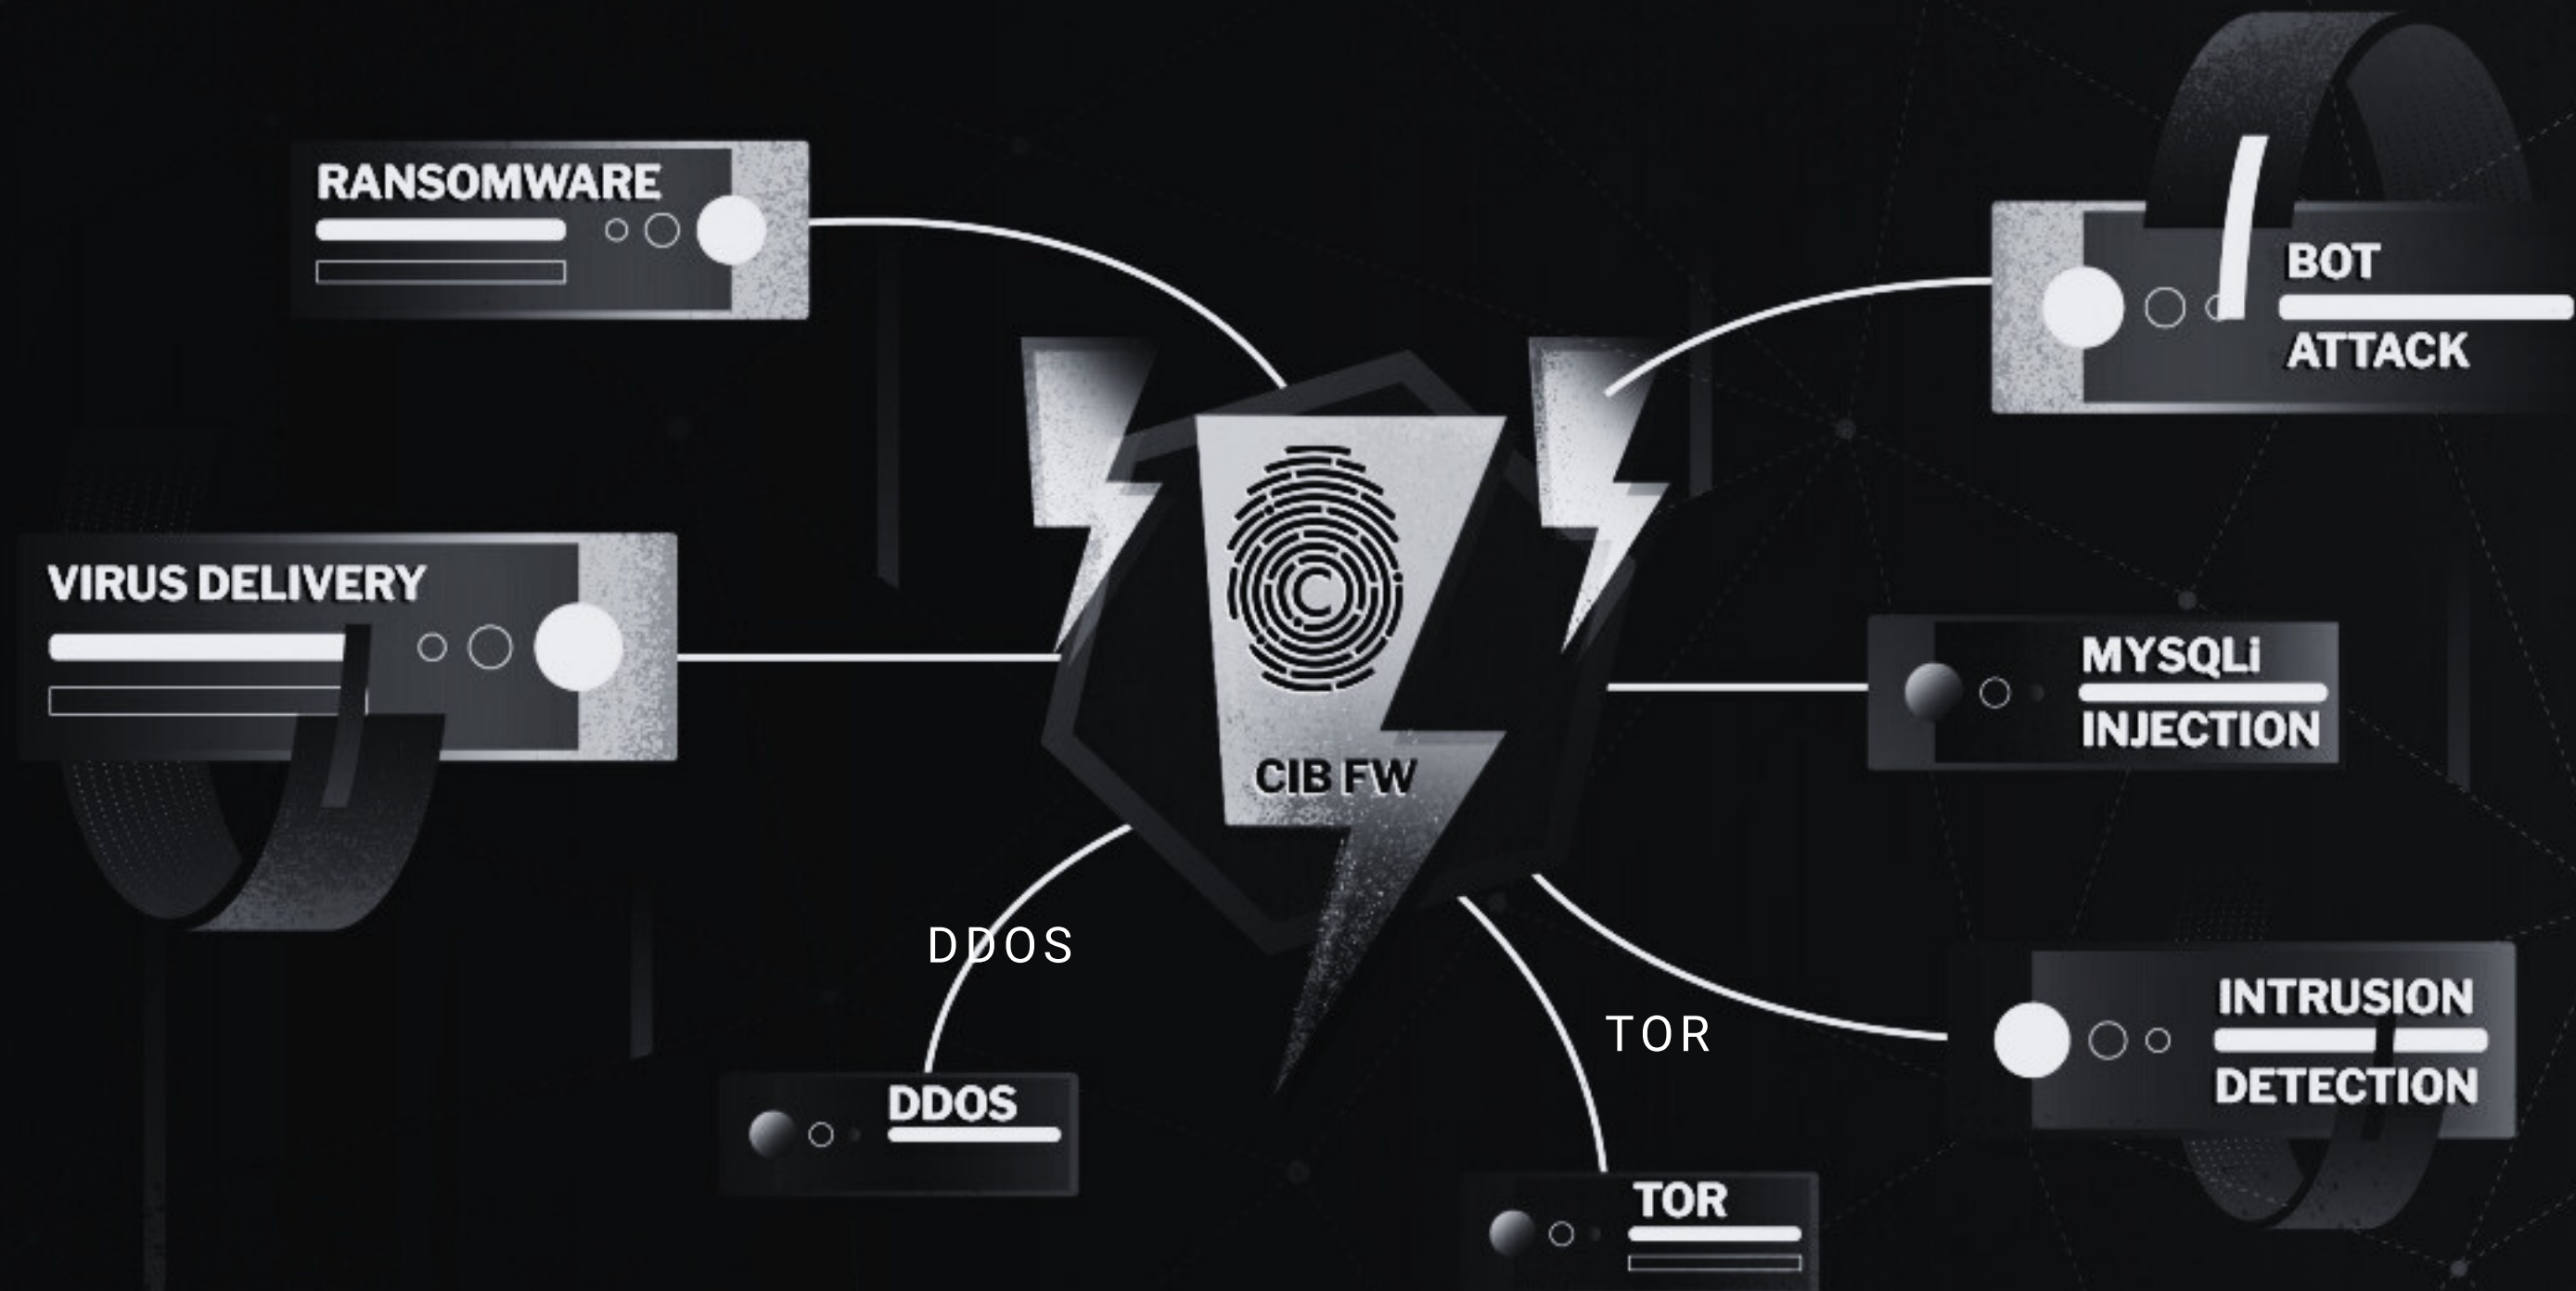 RANSOMWARE
BOT
ATTACK
VIRUS DELIVERY
MYSQLi
INJECTION
CIB FW
DDOS
INTRUSION
DETECTION
TOR
DDOS
TOR